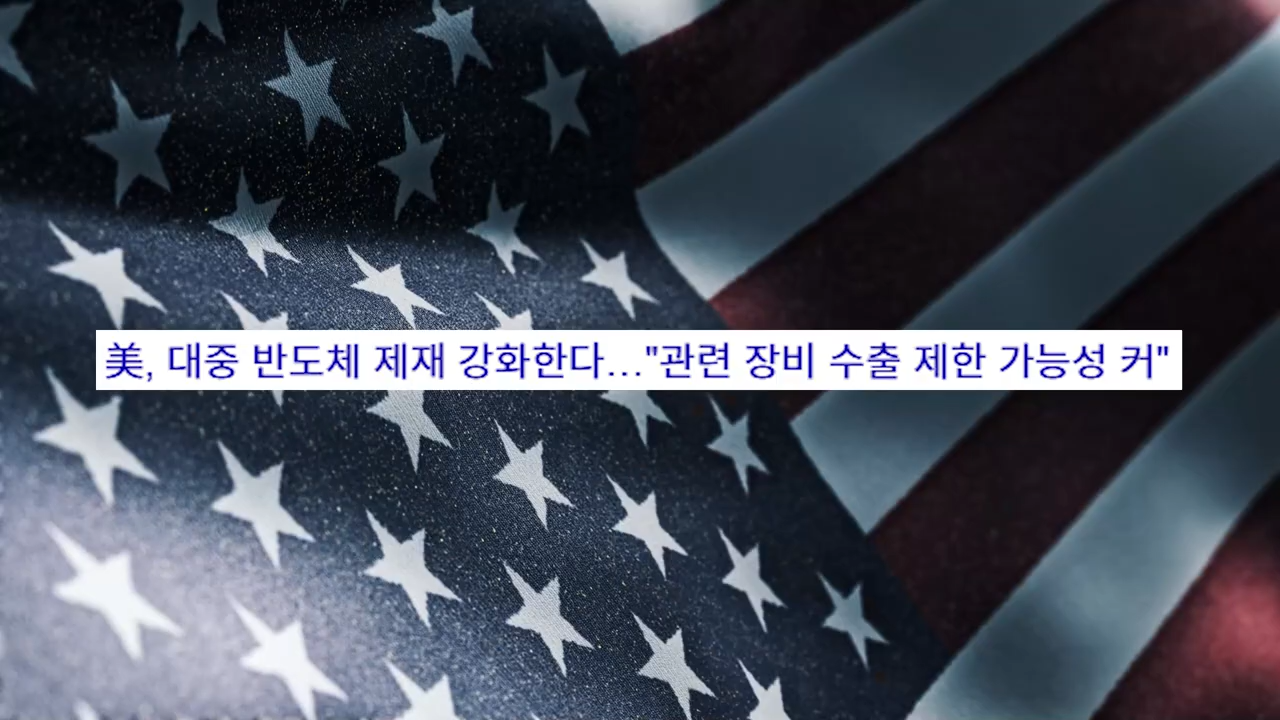 美, 대중 반도체 제재 강화한다…"관련 장비 수출 제한 가능성 커"